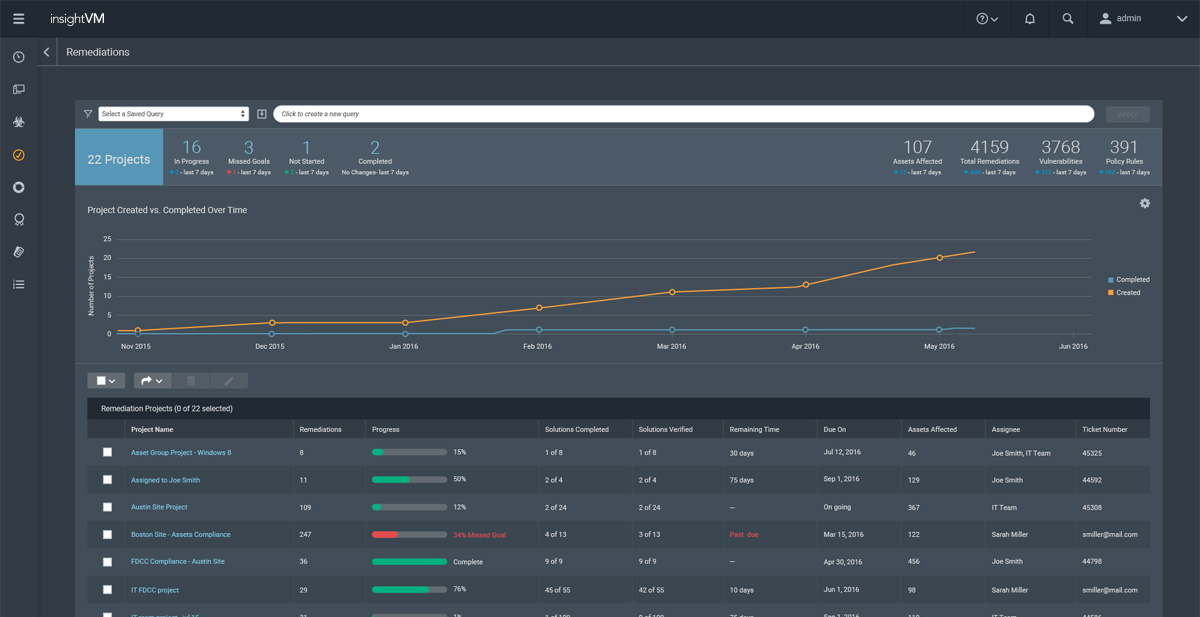 insightVM
admin
Remediations
Select a Saved Query
Click to create a new query
APPLY
22 Projects
16 3 1 2 107 4159 3768 391
In Progress Missed Goals Not Started Completed Assets Affected Total Remediations Vulnerabilities Policy Rules
- last 7 days - last 7 days - last 7 days No Changes- last 7 days - last 7 days - last 7 days - last 7 days - last 7 days
Project Created vs. Completed Over Time
Number of Projects
25
20
15
10
5
0
Completed
Created
Nov 2015 Dec 2015 Jan 2016 Feb 2016 Mar 2016 Apr 2016 May 2016 Jun 2016
Remediation Projects (0 of 22 selected)
Project Name Remediations Progress Solutions Completed Solutions Verified Remaining Time Due On Assets Affected Assignee Ticket Number
Asset Group Project - Windows 8 8 15% 1 of 8 1 of 8 30 days Jul 12, 2016 46 Joe Smith, IT Team 45325
Assigned to Joe Smith 11 50% 2 of 4 2 of 4 75 days Sep 1, 2016 129 Joe Smith 44592
Austin Site Project 109 12% 2 of 24 2 of 24 -- On going 367 IT Team 45308
Boston Site - Assets Compliance 247 34% Missed Goal 4 of 13 3 of 13 Past due Mar 15, 2016 122 Sarah Miller smiller@mail.com
FDCC Compliance - Austin Site 36 Complete 9 of 9 9 of 9 -- Apr 30, 2016 456 Joe Smith 44798
IT FDCC project 29 76% 45 of 55 42 of 55 10 days Jun 1, 2016 98 Sarah Miller smiller@mail.com